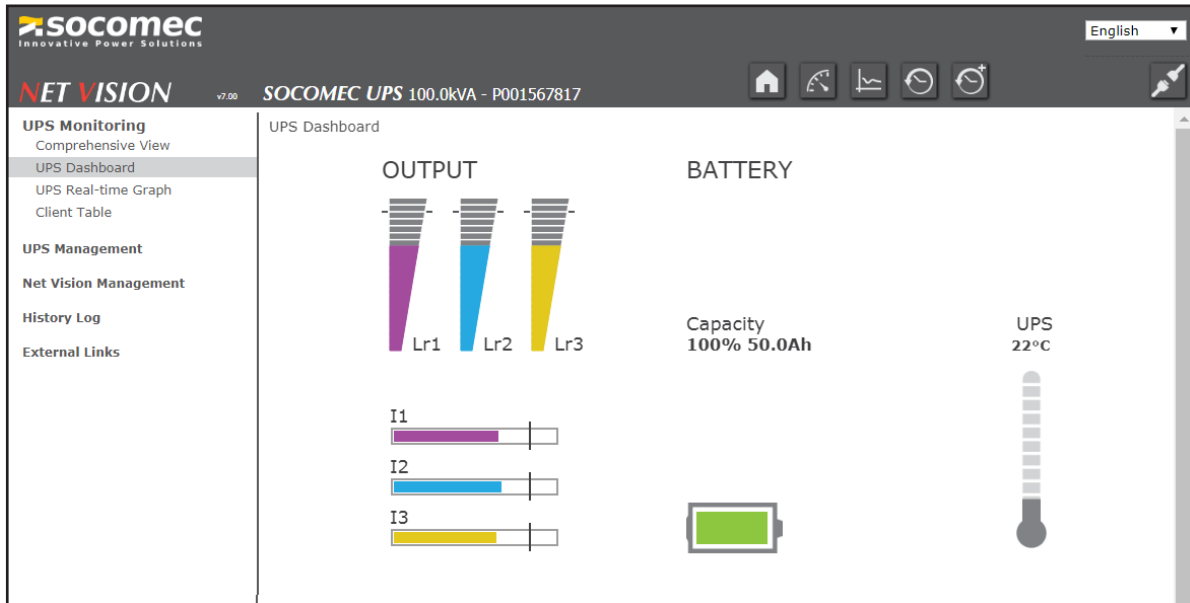 socomec
Innovative Power Solutions
English
NET VISION v7.00 SOCOMEC UPS 100.0kVA - P001567817
UPS Monitoring
Comprehensive View
UPS Dashboard
UPS Real-time Graph
Client Table
UPS Management
Net Vision Management
History Log
External Links
UPS Dashboard
OUTPUT
Lr1 Lr2 Lr3
I1
I2
I3
BATTERY
Capacity
100% 50.0Ah
UPS
22°C